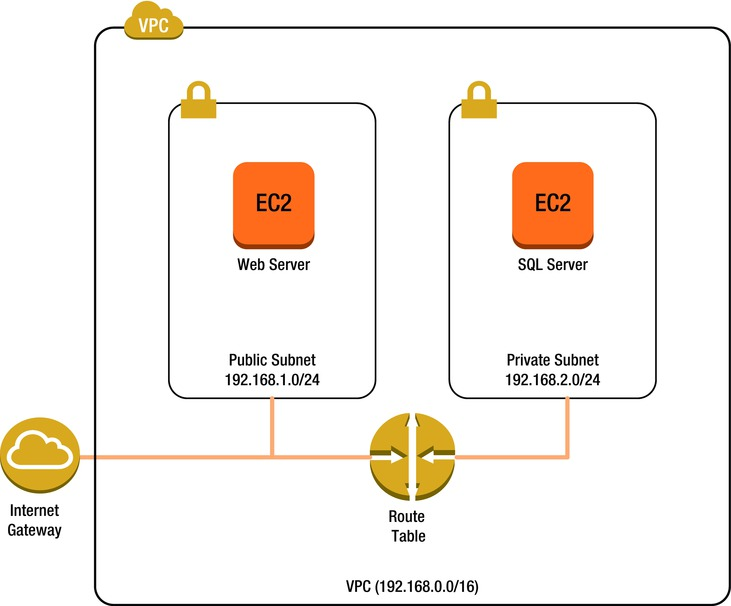 VPC
EC2
Web Server
Public Subnet
192.168.1.0/24
EC2
SQL Server
Private Subnet
192.168.2.0/24
Internet
Gateway
Route
Table
VPC (192.168.0.0/16)